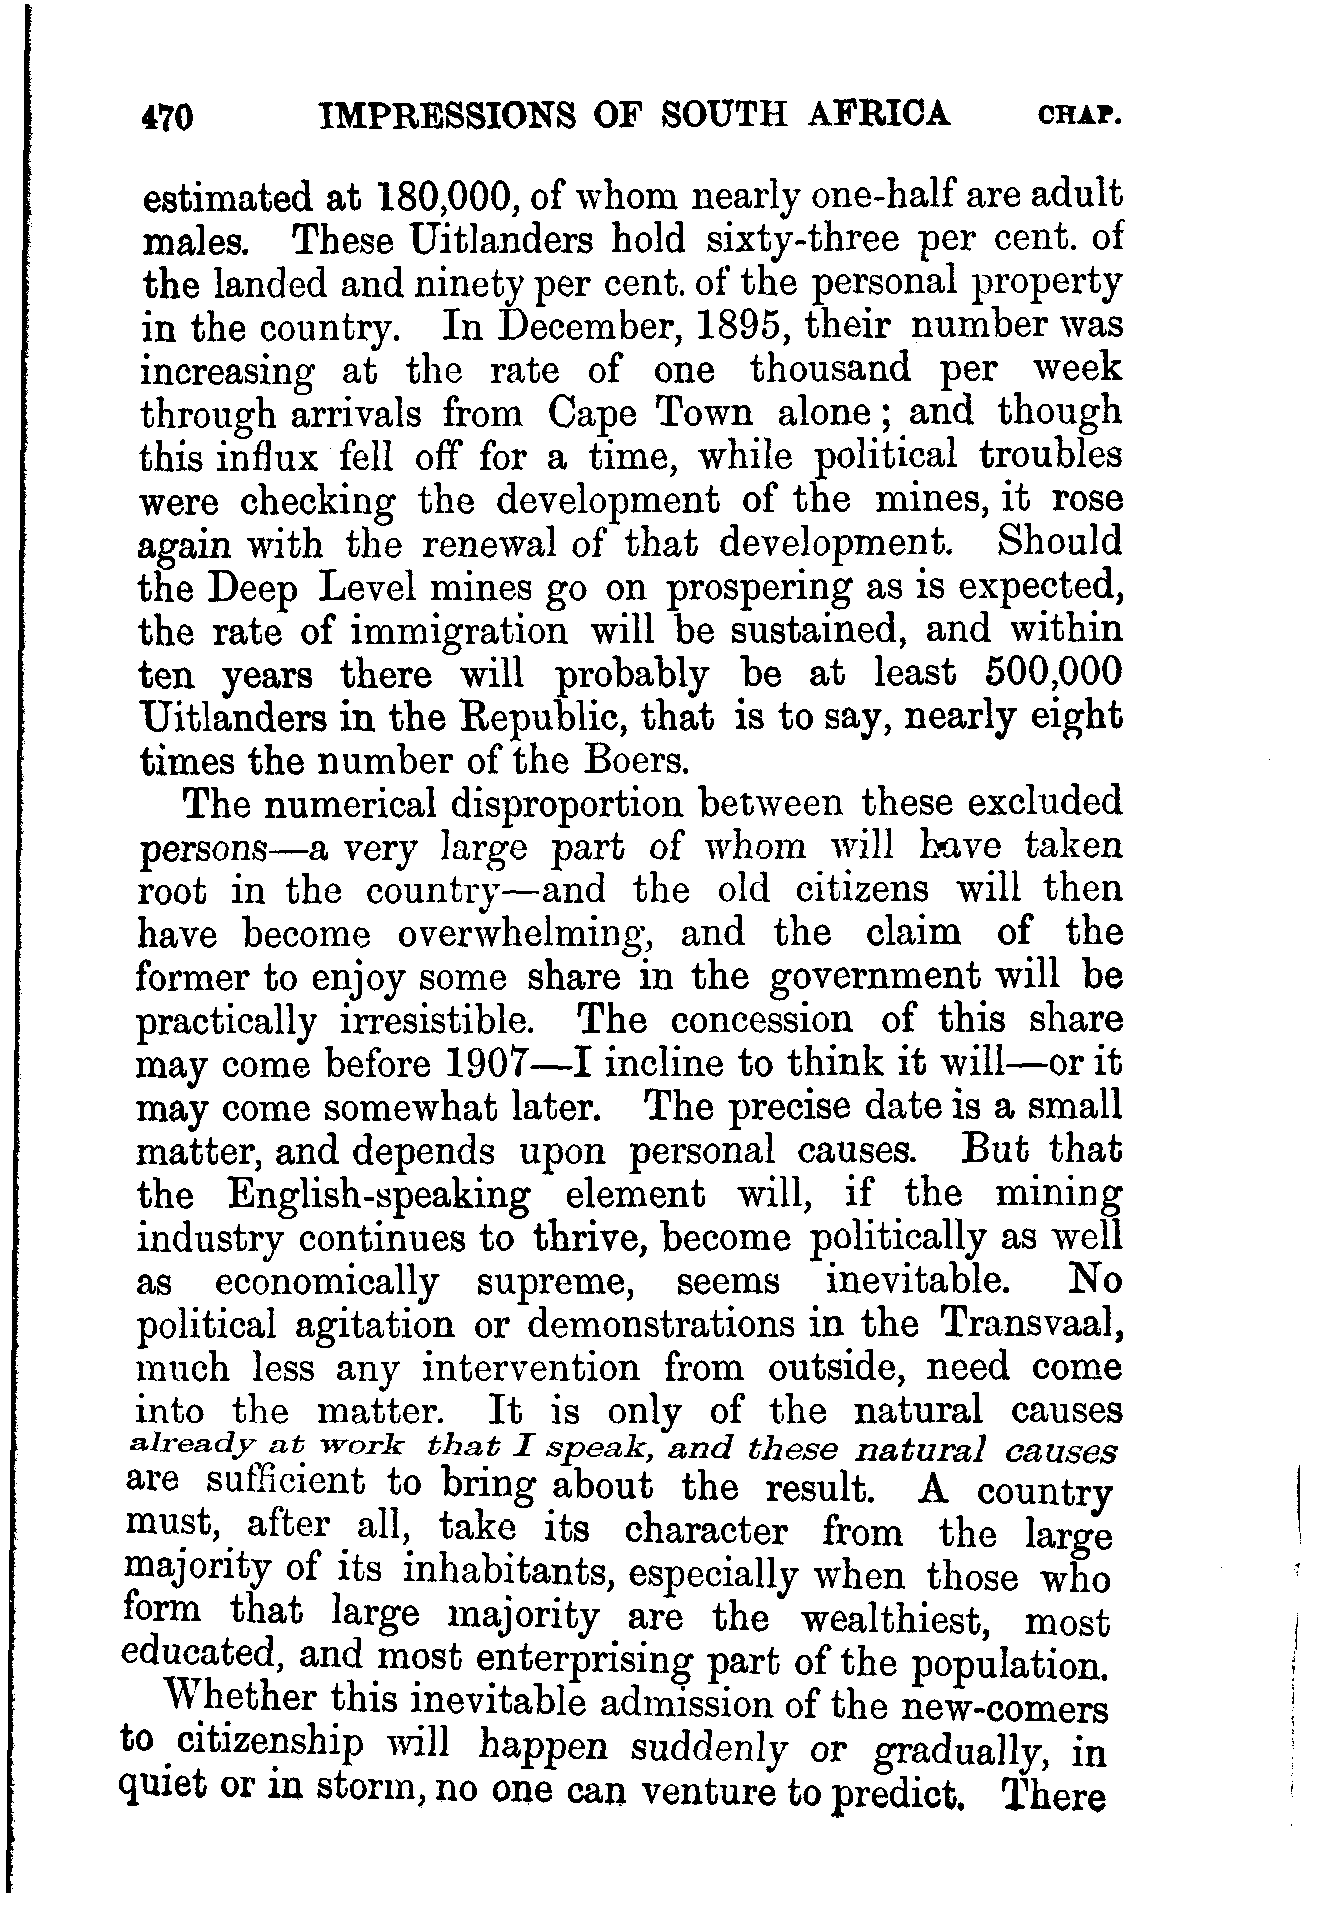 470 IMPRESSIONS OF SOUTH AFRICA CHAP.
estimated at 180,000, of whom nearly one-half are adult
males. These Uitlanders hold sixty-three per cent. of
the landed and ninety per cent. of the personal property
in the country. In December, 1895, their number was
increasing at the rate of one thousand per week
through arrivals from Cape Town alone; and though
this influx fell off for a time, while political troubles
were checking the development of the mines, it rose
again with the renewal of that development. Should
the Deep Level mines go on prospering as is expected,
the rate of immigration will be sustained, and within
ten years there will probably be at least 500,000
Uitlanders in the Republic, that is to say, nearly eight
times the number of the Boers.
The numerical disproportion between these excluded
persons—a very large part of whom will have taken
root in the country—and the old citizens will then
have become overwhelming, and the claim of the
former to enjoy some share in the government will be
practically irresistible. The concession of this share
may come before 1907—I incline to think it will—or it
may come somewhat later. The precise date is a small
matter, and depends upon personal causes. But that
the English-speaking element will, if the mining
industry continues to thrive, become politically as well
as economically supreme, seems inevitable. No
political agitation or demonstrations in the Transvaal,
much less any intervention from outside, need come
into the matter. It is only of the natural causes
already at work that I speak, and these natural causes
are sufficient to bring about the result. A country
must, after all, take its character from the large
majority of its inhabitants, especially when those who
form that large majority are the wealthiest, most
educated, and most enterprising part of the population.
Whether this inevitable admission of the new-comers
to citizenship will happen suddenly or gradually, in
quiet or in storm, no one can venture to predict. There